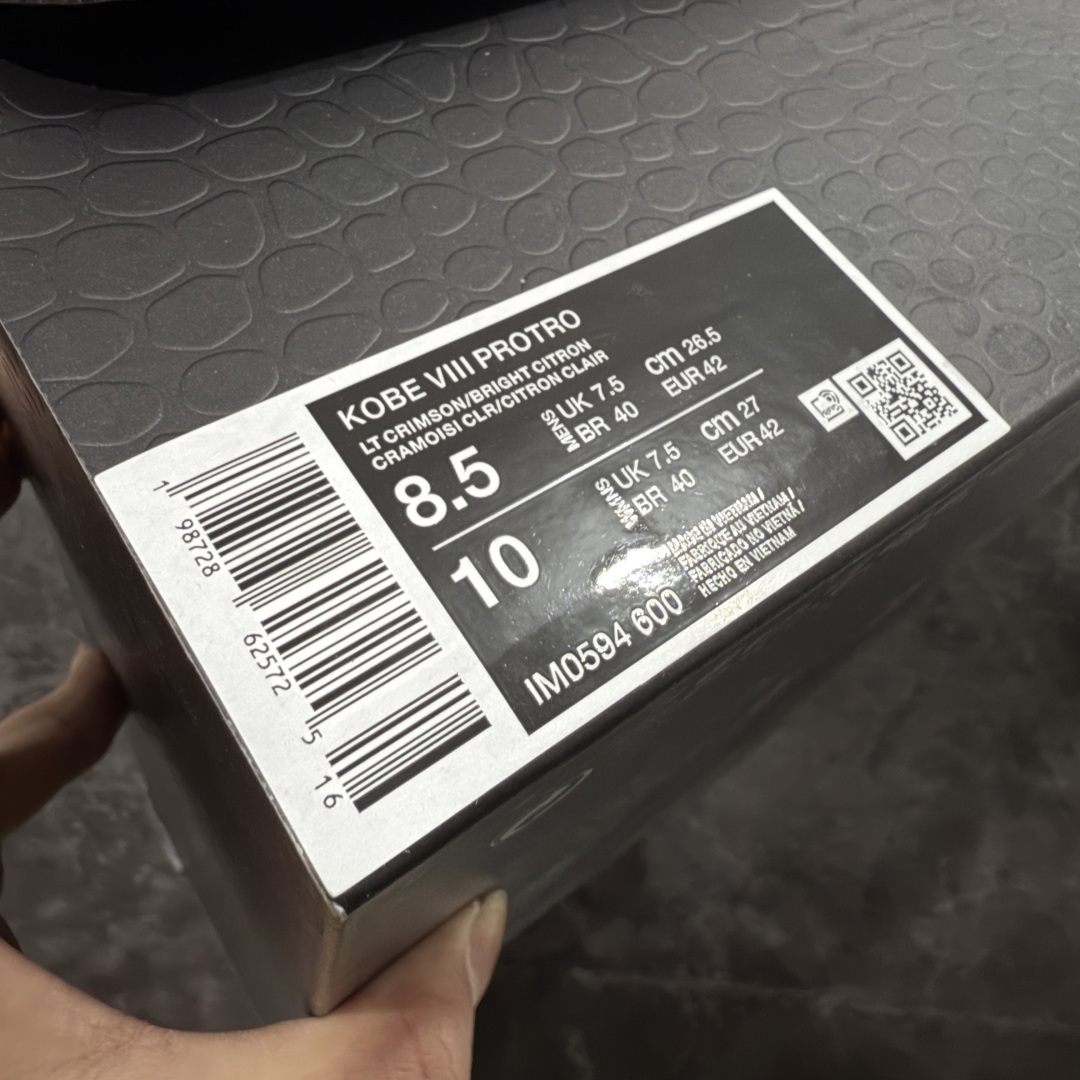 KOBE VIII PROTRO
LT CRIMSON/BRIGHT CITRON
CRAMOISI CLR/CITRON CLAIR
8.5
MENS
UK 7.5
cm 26.5
BR 40
EUR 42
10
UK 7.5
cm 27
BR 40
EUR 42
FABRIQUE AU VIETNAM /
FABRICADO NO VIETNÃ /
HECHO EN VIETNAM
IM0594 600
1
98728
62572
5
16